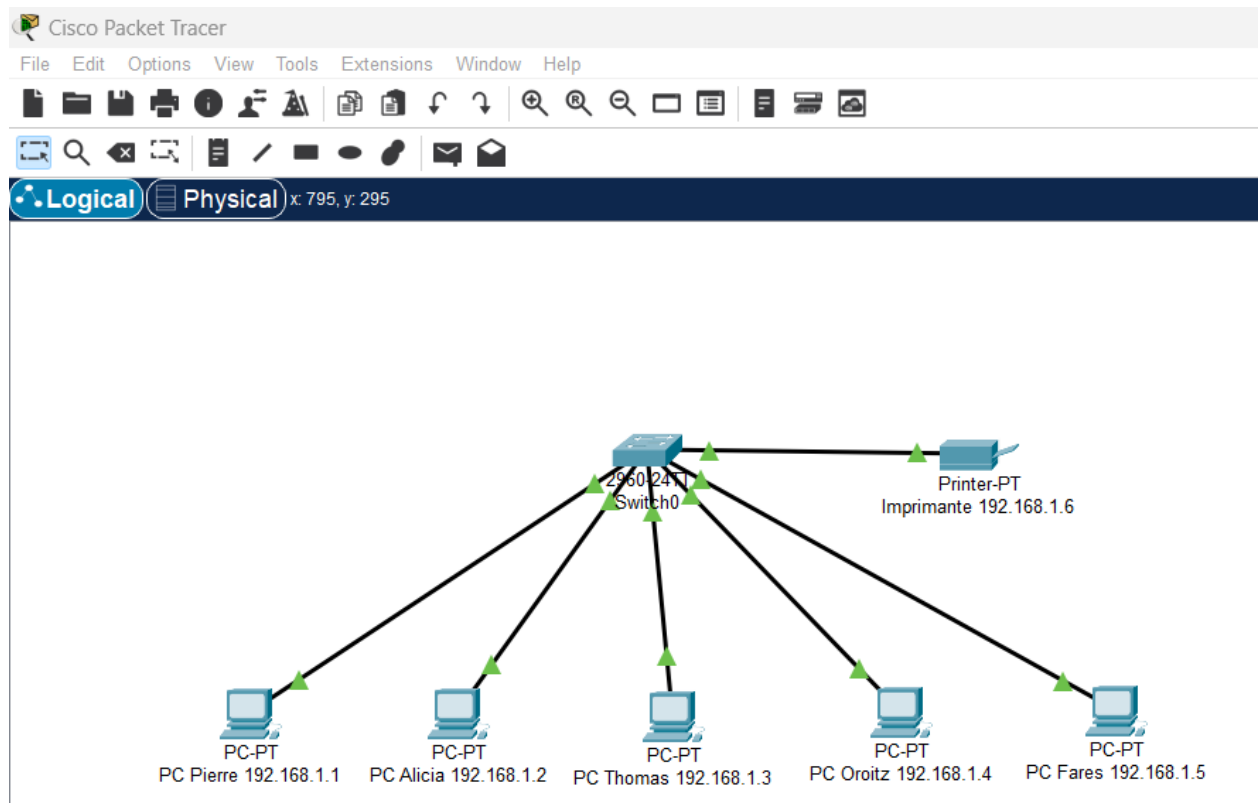 Cisco Packet Tracer
File Edit Options View Tools Extensions Window Help
Logical Physical x: 795, y: 295
2960-24TT
Switch0
Printer-PT
Imprimante 192.168.1.6
PC-PT
PC Pierre 192.168.1.1
PC-PT
PC Alicia 192.168.1.2
PC-PT
PC Thomas 192.168.1.3
PC-PT
PC Oroitz 192.168.1.4
PC-PT
PC Fares 192.168.1.5